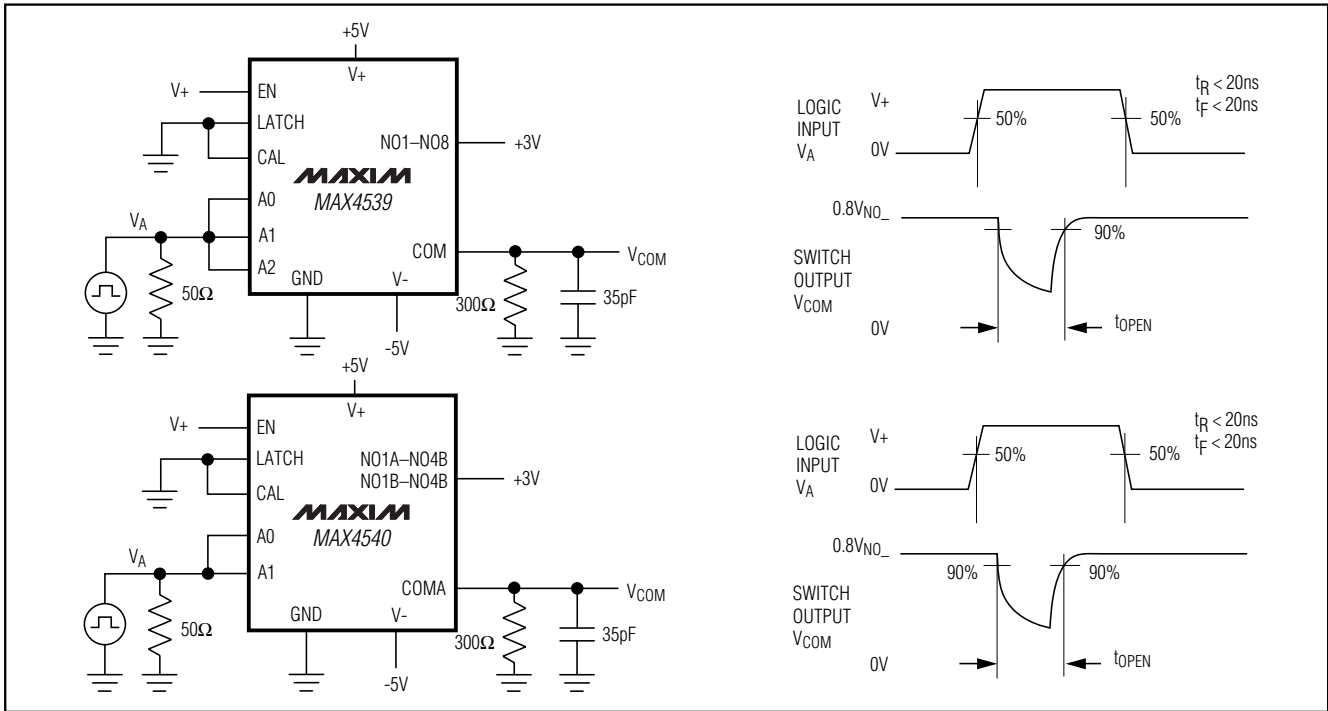 +5V
V+
V+
EN
LATCH
CAL
NO1–NO8
+3V
MAXIM
MAX4539
A0
VA
A1
A2
COM
VCOM
GND
V-
50Ω
300Ω
35pF
-5V
LOGIC
INPUT
VA
V+
0V
50%
50%
tR < 20ns
tF < 20ns
0.8VNO_
90%
SWITCH
OUTPUT
VCOM
0V
tOPEN
+5V
V+
V+
EN
LATCH
CAL
NO1A–NO4B
NO1B–NO4B
+3V
MAXIM
MAX4540
A0
VA
A1
COMA
VCOM
GND
V-
50Ω
300Ω
35pF
-5V
LOGIC
INPUT
VA
V+
0V
50%
50%
tR < 20ns
tF < 20ns
0.8VNO_
90%
90%
SWITCH
OUTPUT
VCOM
0V
tOPEN